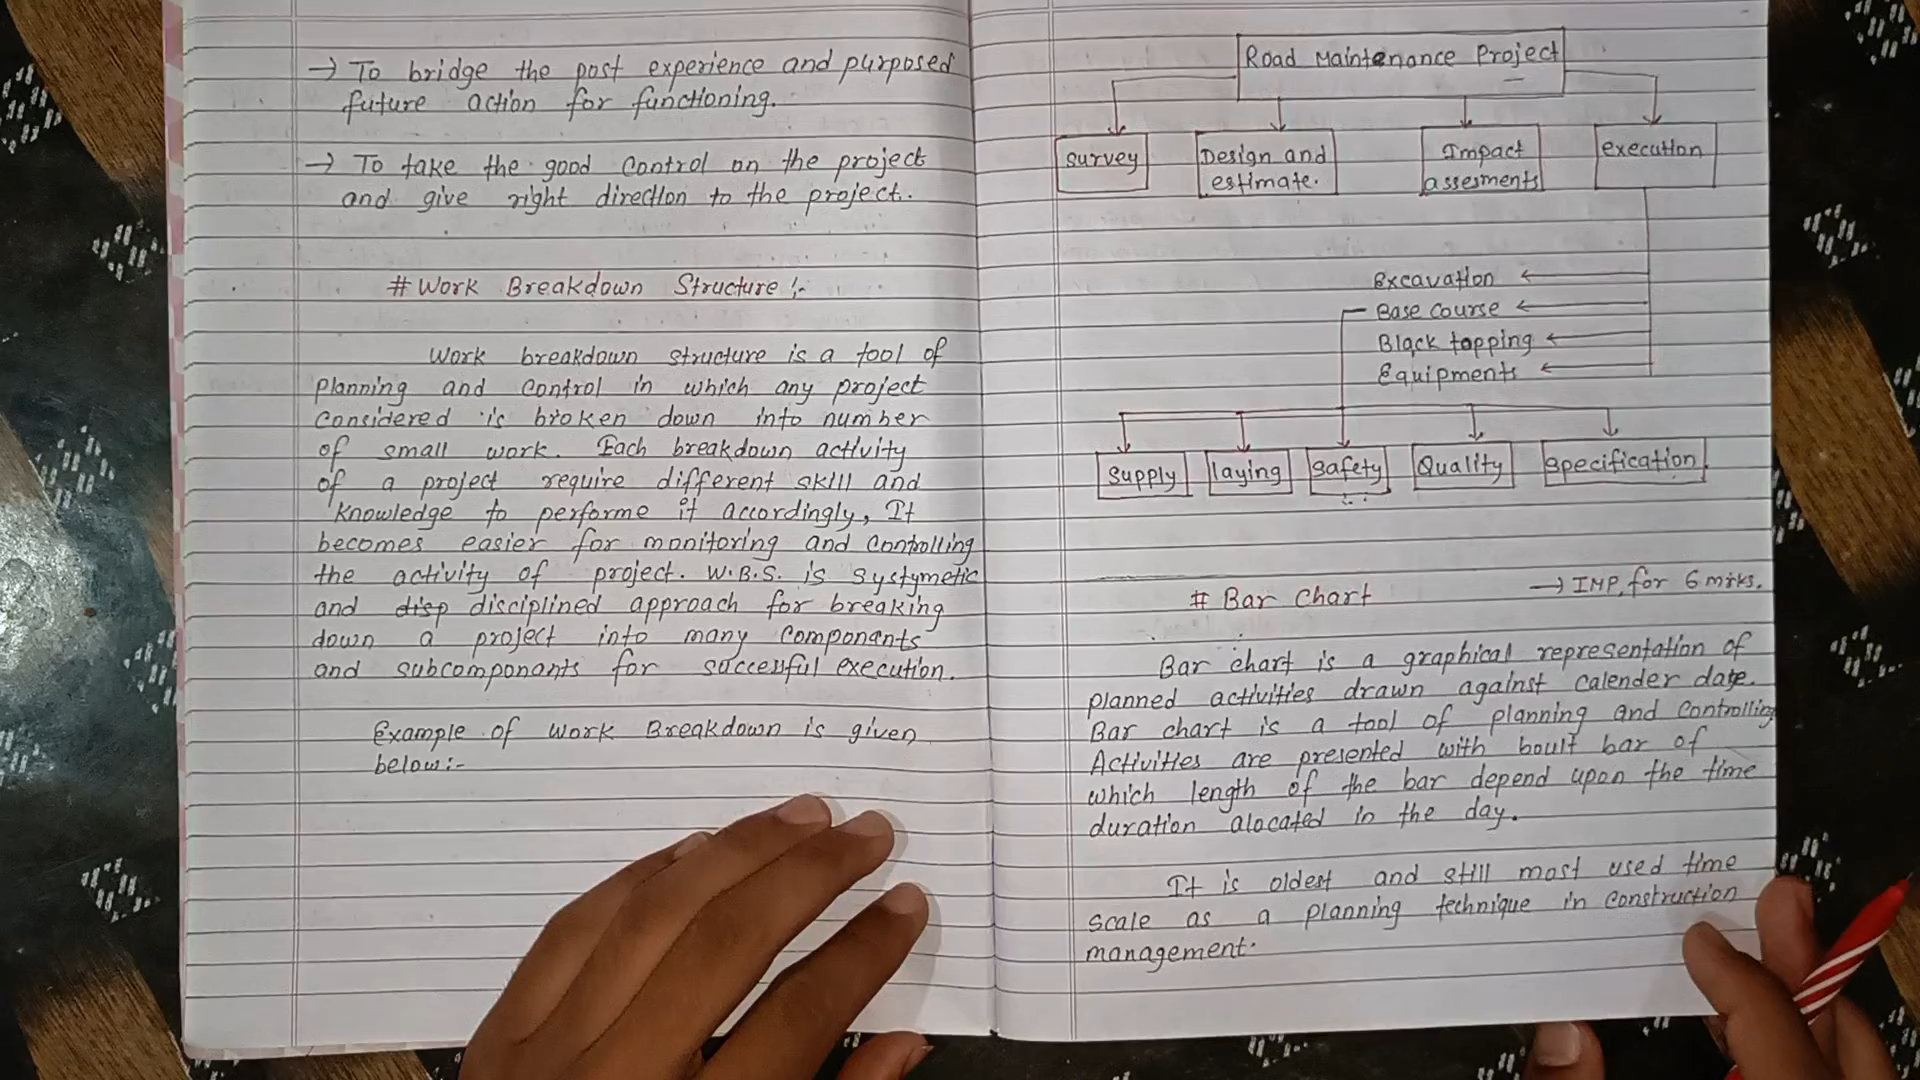 → To bridge the post experience and purposed
future action for functioning.
→ To take the good control on the project
and give right direction to the project.
# Work Breakdown Structure :-
Work breakdown structure is a tool of
planning and control in which any project
considered is broken down into number
of small work. Each breakdown activity
of a project require different skill and
knowledge to performe it accordingly, It
becomes easier for monitoring and controlling
the activity of project. W.B.S. is systymetic
and disp disciplined approach for breaking
down a project into many componants
and subcomponants for successful execution.
Example of work Breakdown is given
below:-
Road Maintenance Project
survey
Design and
estimate.
Impact
assesments
execution
Excavation
Base course
Black topping
Equipments
supply
laying
safety
Quality
specification
# Bar Chart → IMP. for 6 mrks.
Bar chart is a graphical representation of
planned activities drawn against calender date.
Bar chart is a tool of planning and controlling
Activities are presented with boult bar of
which length of the bar depend upon the time
duration alocated in the day.
It is oldest and still most used time
scale as a planning technique in construction
management.